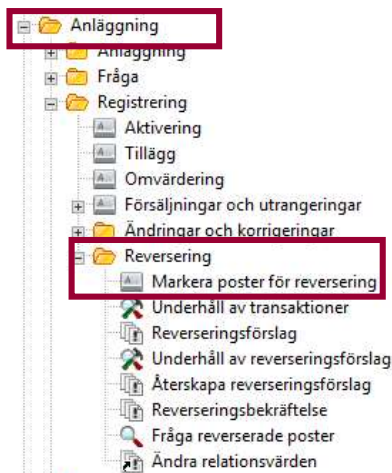 Anläggning
Anläggning
Fråga
Registrering
Aktivering
Tillägg
Omvärdering
Försäljningar och utrangeringar
Ändringar och korrigeringar
Reversering
Markera poster för reversering
Underhåll av transaktioner
Reverseringsförslag
Underhåll av reverseringsförslag
Återskapa reverseringsförslag
Reverseringsbekräftelse
Fråga reverserade poster
Ändra relationsvärden